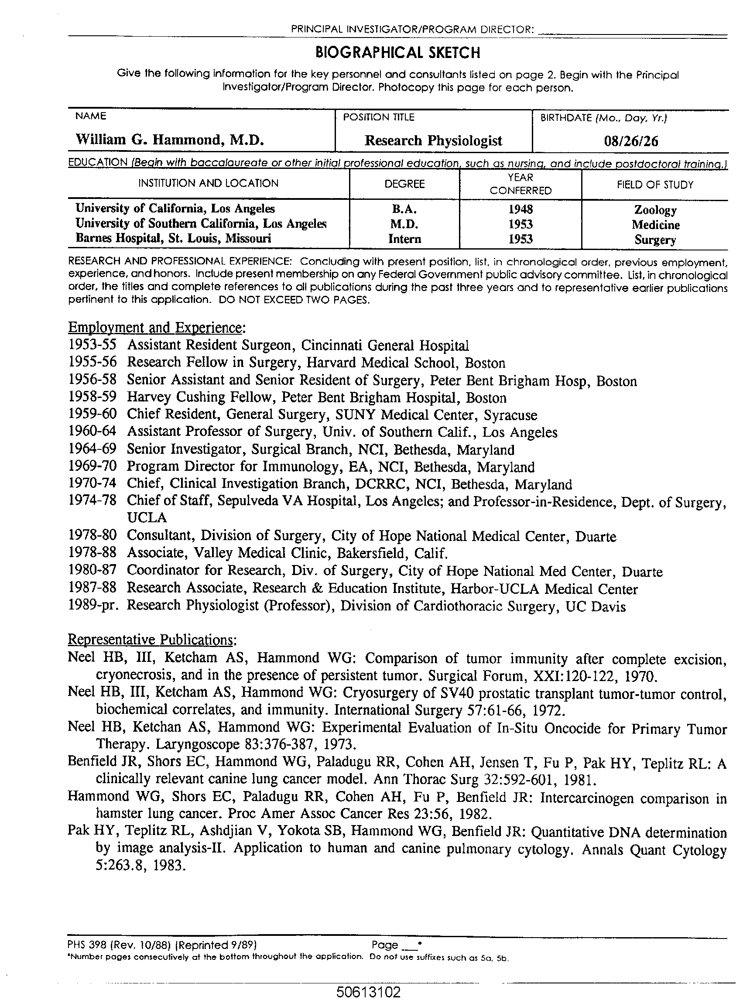 PRINCIPAL INVESTIGATOR/PROGRAM DIRECTOR:
BIOGRAPHICAL SKETCH
Give the following information for the key personnel and consultants listed on page 2. Begin with the Principal
Investigator/Program Director. Photocopy this page for each person.
NAME POSITION TITLE BIRTHDATE (Mo., Day, Yr.)
William G. Hammond, M.D. Research Physiologist 08/26/26
EDUCATION (Begin with baccalaureate or other initial professional education, such as nursing, and include postdoctoral training.)
INSTITUTION AND LOCATION DEGREE YEAR CONFERRED FIELD OF STUDY
University of California, Los Angeles B.A. 1948 Zoology
University of Southern California, Los Angeles M.D. 1953 Medicine
Barnes Hospital, St. Louis, Missouri Intern 1953 Surgery
RESEARCH AND PROFESSIONAL EXPERIENCE: Concluding with present position, list, in chronological order, previous employment,
experience, and honors. Include present membership on any Federal Government public advisory committee. List, in chronological
order, the titles and complete references to all publications during the past three years and to representative earlier publications
pertinent to this application. DO NOT EXCEED TWO PAGES.
Employment and Experience:
1953-55 Assistant Resident Surgeon, Cincinnati General Hospital
1955-56 Research Fellow in Surgery, Harvard Medical School, Boston
1956-58 Senior Assistant and Senior Resident of Surgery, Peter Bent Brigham Hosp, Boston
1958-59 Harvey Cushing Fellow, Peter Bent Brigham Hospital, Boston
1959-60 Chief Resident, General Surgery, SUNY Medical Center, Syracuse
1960-64 Assistant Professor of Surgery, Univ. of Southern Calif., Los Angeles
1964-69 Senior Investigator, Surgical Branch, NCI, Bethesda, Maryland
1969-70 Program Director for Immunology, EA, NCI, Bethesda, Maryland
1970-74 Chief, Clinical Investigation Branch, DCRRC, NCI, Bethesda, Maryland
1974-78 Chief of Staff, Sepulveda VA Hospital, Los Angeles; and Professor-in-Residence, Dept. of Surgery,
UCLA
1978-80 Consultant, Division of Surgery, City of Hope National Medical Center, Duarte
1978-88 Associate, Valley Medical Clinic, Bakersfield, Calif.
1980-87 Coordinator for Research, Div. of Surgery, City of Hope National Med Center, Duarte
1987-88 Research Associate, Research & Education Institute, Harbor-UCLA Medical Center
1989-pr. Research Physiologist (Professor), Division of Cardiothoracic Surgery, UC Davis
Representative Publications:
Neel HB, III, Ketcham AS, Hammond WG: Comparison of tumor immunity after complete excision,
cryonecrosis, and in the presence of persistent tumor. Surgical Forum, XXI:120-122, 1970.
Neel HB, III, Ketcham AS, Hammond WG: Cryosurgery of SV40 prostatic transplant tumor-tumor control,
biochemical correlates, and immunity. International Surgery 57:61-66, 1972.
Neel HB, Ketchan AS, Hammond WG: Experimental Evaluation of In-Situ Oncocide for Primary Tumor
Therapy. Laryngoscope 83:376-387, 1973.
Benfield JR, Shors EC, Hammond WG, Paladugu RR, Cohen AH, Jensen T, Fu P, Pak HY, Teplitz RL: A
clinically relevant canine lung cancer model. Ann Thorac Surg 32:592-601, 1981.
Hammond WG, Shors EC, Paladugu RR, Cohen AH, Fu P, Benfield JR: Intercarcinogen comparison in
hamster lung cancer. Proc Amer Assoc Cancer Res 23:56, 1982.
Pak HY, Teplitz RL, Ashdjian V, Yokota SB, Hammond WG, Benfield JR: Quantitative DNA determination
by image analysis-II. Application to human and canine pulmonary cytology. Annals Quant Cytology
5:263.8, 1983.
PHS 398 (Rev. 10/88) (Reprinted 9/89) Page ___*
*Number pages consecutively at the bottom throughout the application. Do not use suffixes such as 5a, 5b.
50613102